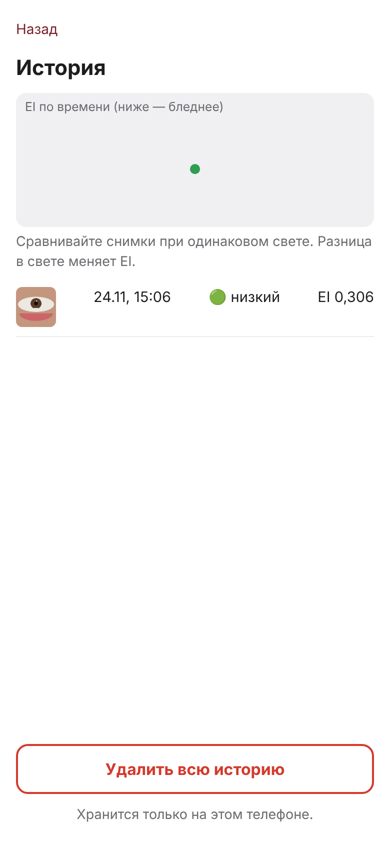 Назад
История
EI по времени (ниже — бледнее)
Сравнивайте снимки при одинаковом свете. Разница
в свете меняет EI.
24.11, 15:06 🟢 низкий EI 0,306
Удалить всю историю
Хранится только на этом телефоне.